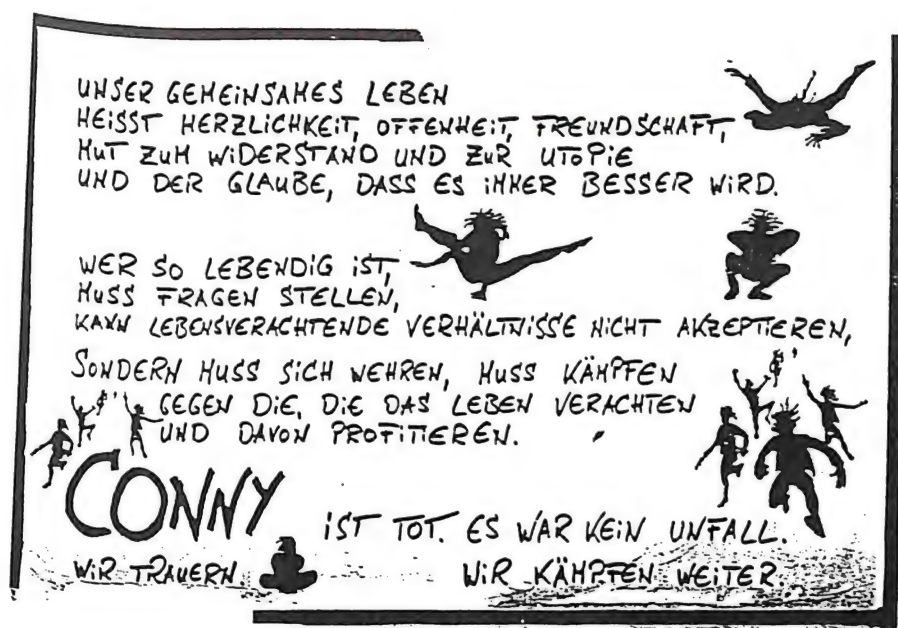 UNSER GEMEINSAMES LEBEN
HEISST HERZLICHKEIT, OFFENHEIT, FREUNDSCHAFT,
MUT ZUM WIDERSTAND UND ZUR UTOPIE
UND DER GLAUBE, DASS ES IMMER BESSER WIRD.
WER SO LEBENDIG IST,
MUSS FRAGEN STELLEN,
KANN LEBENSVERACHTENDE VERHÄLTNISSE NICHT AKZEPTIEREN,
SONDERN MUSS SICH WEHREN, MUSS KÄMPFEN
GEGEN DIE, DIE DAS LEBEN VERACHTEN
UND DAVON PROFITIEREN.
CONNY IST TOT. ES WAR KEIN UNFALL.
WIR TRAUERN. WIR KÄMPFEN WEITER.